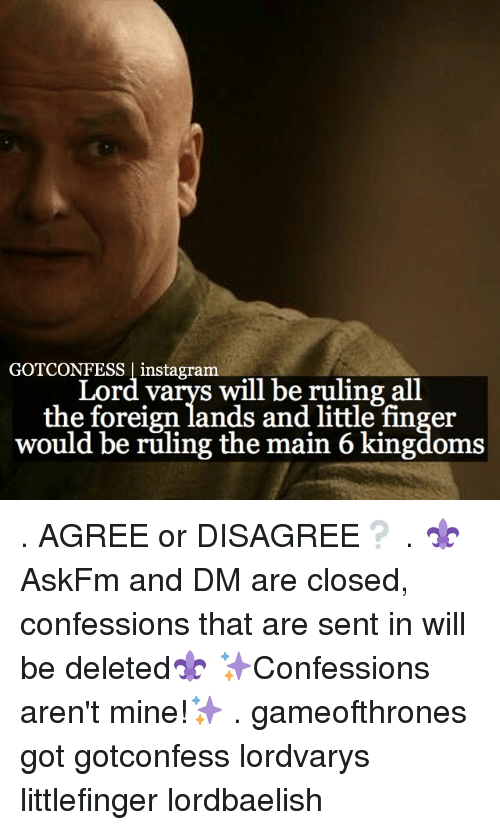 GOTCONFESS | instagram
Lord varys will be ruling all
the foreign lands and little finger
would be ruling the main 6 kingdoms
. AGREE or DISAGREE❔ . ⚜
AskFm and DM are closed,
confessions that are sent in will
be deleted⚜ ✨Confessions
aren't mine!✨ . gameofthrones
got gotconfess lordvarys
littlefinger lordbaelish